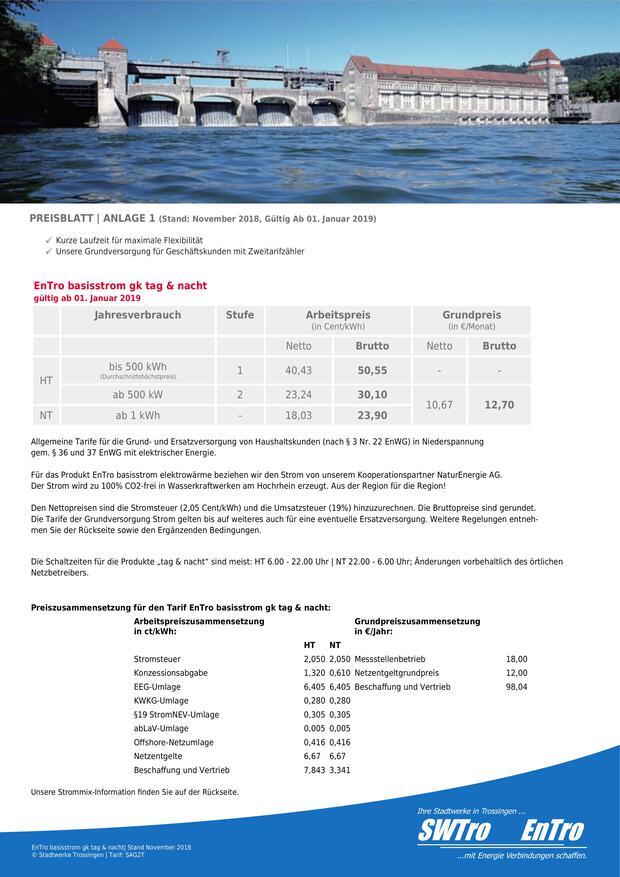 PREISBLATT | ANLAGE 1 (Stand: November 2018, Gültig Ab 01. Januar 2019)
✓ Kurze Laufzeit für maximale Flexibilität
✓ Unsere Grundversorgung für Geschäftskunden mit Zweitarifzähler
EnTro basisstrom gk tag & nacht
gültig ab 01. Januar 2019
Jahresverbrauch Stufe Arbeitspreis Grundpreis
(in Cent/kWh) (in €/Monat)
Netto Brutto Netto Brutto
HT bis 500 kWh 1 40,43 50,55 - -
(Durchschnittshöchstpreis)
ab 500 kW 2 23,24 30,10 10,67 12,70
NT ab 1 kWh - 18,03 23,90
Allgemeine Tarife für die Grund- und Ersatzversorgung von Haushaltskunden (nach § 3 Nr. 22 EnWG) in Niederspannung
gem. § 36 und 37 EnWG mit elektrischer Energie.
Für das Produkt EnTro basisstrom elektrowärme beziehen wir den Strom von unserem Kooperationspartner NaturEnergie AG.
Der Strom wird zu 100% CO2-frei in Wasserkraftwerken am Hochrhein erzeugt. Aus der Region für die Region!
Den Nettopreisen sind die Stromsteuer (2,05 Cent/kWh) und die Umsatzsteuer (19%) hinzuzurechnen. Die Bruttopreise sind gerundet.
Die Tarife der Grundversorgung Strom gelten bis auf weiteres auch für eine eventuelle Ersatzversorgung. Weitere Regelungen entneh-
men Sie der Rückseite sowie den Ergänzenden Bedingungen.
Die Schaltzeiten für die Produkte „tag & nacht“ sind meist: HT 6.00 - 22.00 Uhr | NT 22.00 - 6.00 Uhr; Änderungen vorbehaltlich des örtlichen
Netzbetreibers.
Preiszusammensetzung für den Tarif EnTro basisstrom gk tag & nacht:
Arbeitspreiszusammensetzung Grundpreiszusammensetzung
in ct/kWh: in €/Jahr:
HT NT
Stromsteuer 2,050 2,050 Messstellenbetrieb 18,00
Konzessionsabgabe 1,320 0,610 Netzentgeltgrundpreis 12,00
EEG-Umlage 6,405 6,405 Beschaffung und Vertrieb 98,04
KWKG-Umlage 0,280 0,280
§19 StromNEV-Umlage 0,305 0,305
abLaV-Umlage 0,005 0,005
Offshore-Netzumlage 0,416 0,416
Netzentgelte 6,67 6,67
Beschaffung und Vertrieb 7,843 3,341
Unsere Strommix-Information finden Sie auf der Rückseite.
Ihre Stadtwerke in Trossingen ...
SWTro EnTro
...mit Energie Verbindungen schaffen.
EnTro basisstrom gk tag & nacht| Stand November 2018
© Stadtwerke Trossingen | Tarif: SAG2T